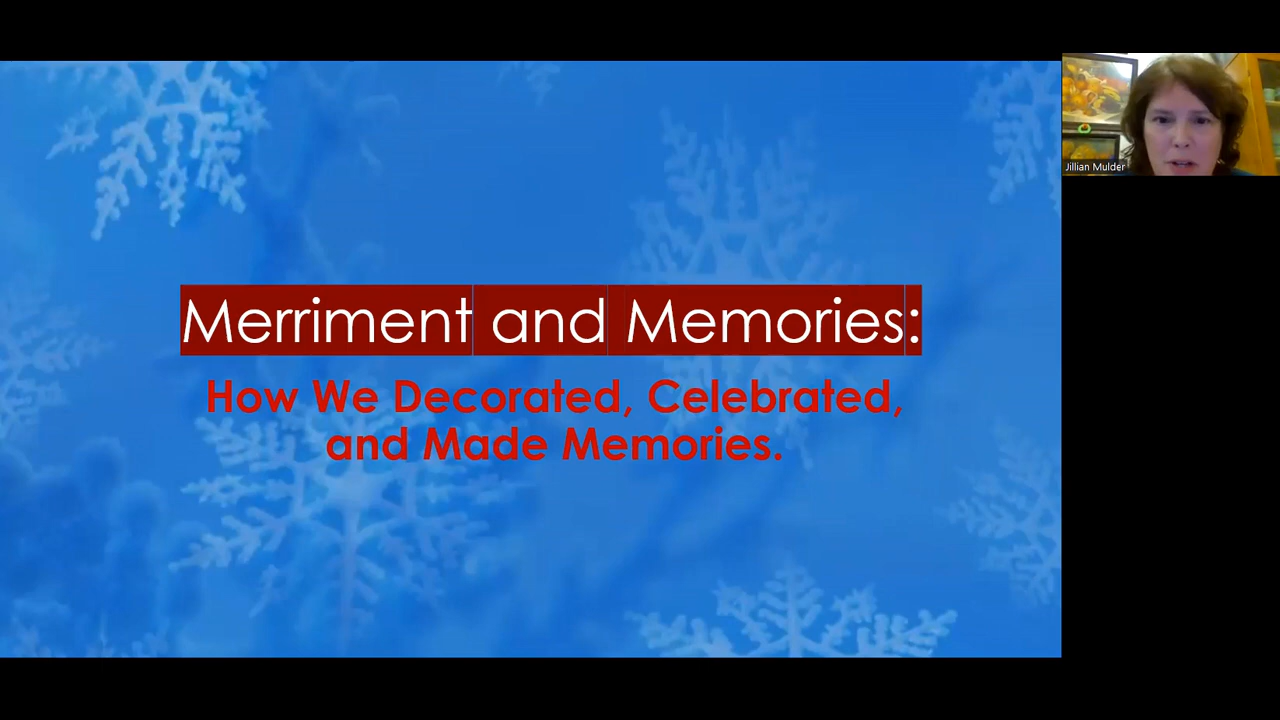 Merriment and Memories:
How We Decorated, Celebrated,
and Made Memories.
Jillian Mulder